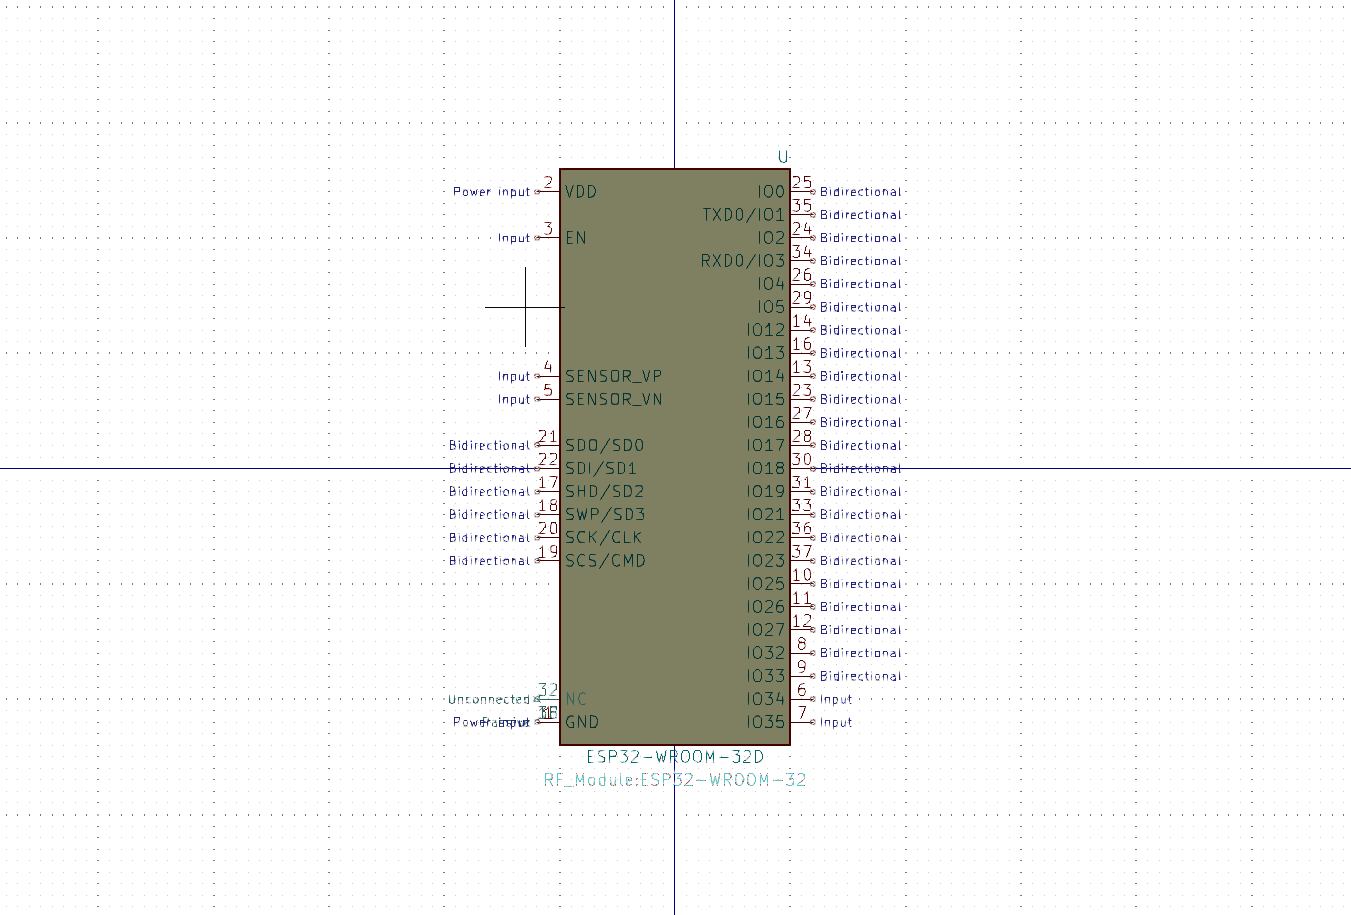 U
Power input 2 VDD IO0 25 Bidirectional
TXD0/IO1 35 Bidirectional
Input 3 EN IO2 24 Bidirectional
RXD0/IO3 34 Bidirectional
IO4 26 Bidirectional
IO5 29 Bidirectional
IO12 14 Bidirectional
IO13 16 Bidirectional
Input 4 SENSOR_VP IO14 13 Bidirectional
Input 5 SENSOR_VN IO15 23 Bidirectional
IO16 27 Bidirectional
Bidirectional 21 SDO/SD0 IO17 28 Bidirectional
Bidirectional 22 SDI/SD1 IO18 30 Bidirectional
Bidirectional 17 SHD/SD2 IO19 31 Bidirectional
Bidirectional 18 SWP/SD3 IO21 33 Bidirectional
Bidirectional 20 SCK/CLK IO22 36 Bidirectional
Bidirectional 19 SCS/CMD IO23 37 Bidirectional
IO25 10 Bidirectional
IO26 11 Bidirectional
IO27 12 Bidirectional
IO32 8 Bidirectional
IO33 9 Bidirectional
Unconnected 32 NC IO34 6 Input
Power input GND IO35 7 Input
ESP32-WROOM-32D
RF_Module:ESP32-WROOM-32